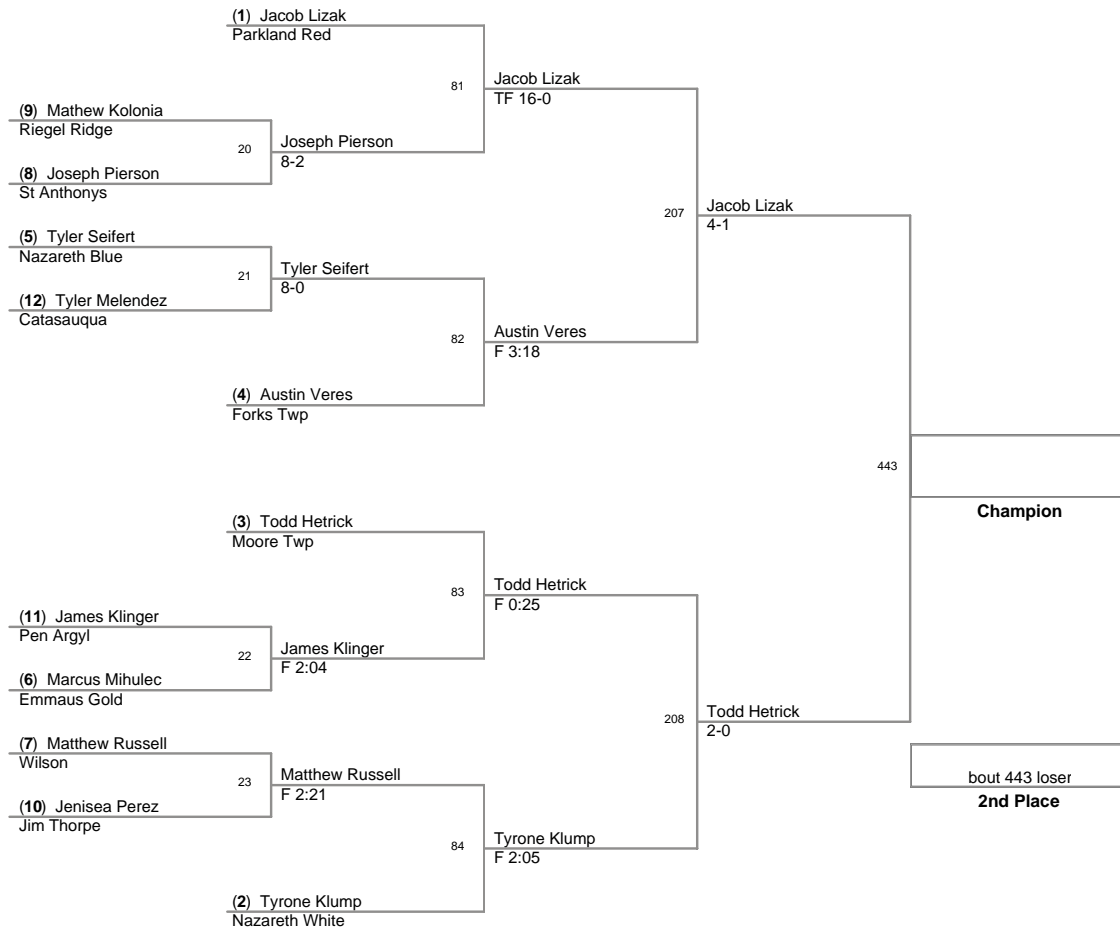 (1) Jacob Lizak
Parkland Red
81
Jacob Lizak
TF 16-0
(9) Mathew Kolonia
Riegel Ridge
20
Joseph Pierson
8-2
(8) Joseph Pierson
St Anthonys
207
Jacob Lizak
4-1
(5) Tyler Seifert
Nazareth Blue
21
Tyler Seifert
8-0
(12) Tyler Melendez
Catasauqua
82
Austin Veres
F 3:18
(4) Austin Veres
Forks Twp
443
Champion
(3) Todd Hetrick
Moore Twp
83
Todd Hetrick
F 0:25
(11) James Klinger
Pen Argyl
22
James Klinger
F 2:04
(6) Marcus Mihulec
Emmaus Gold
208
Todd Hetrick
2-0
(7) Matthew Russell
Wilson
23
Matthew Russell
F 2:21
(10) Jenisea Perez
Jim Thorpe
bout 443 loser
2nd Place
84
Tyrone Klump
F 2:05
(2) Tyrone Klump
Nazareth White